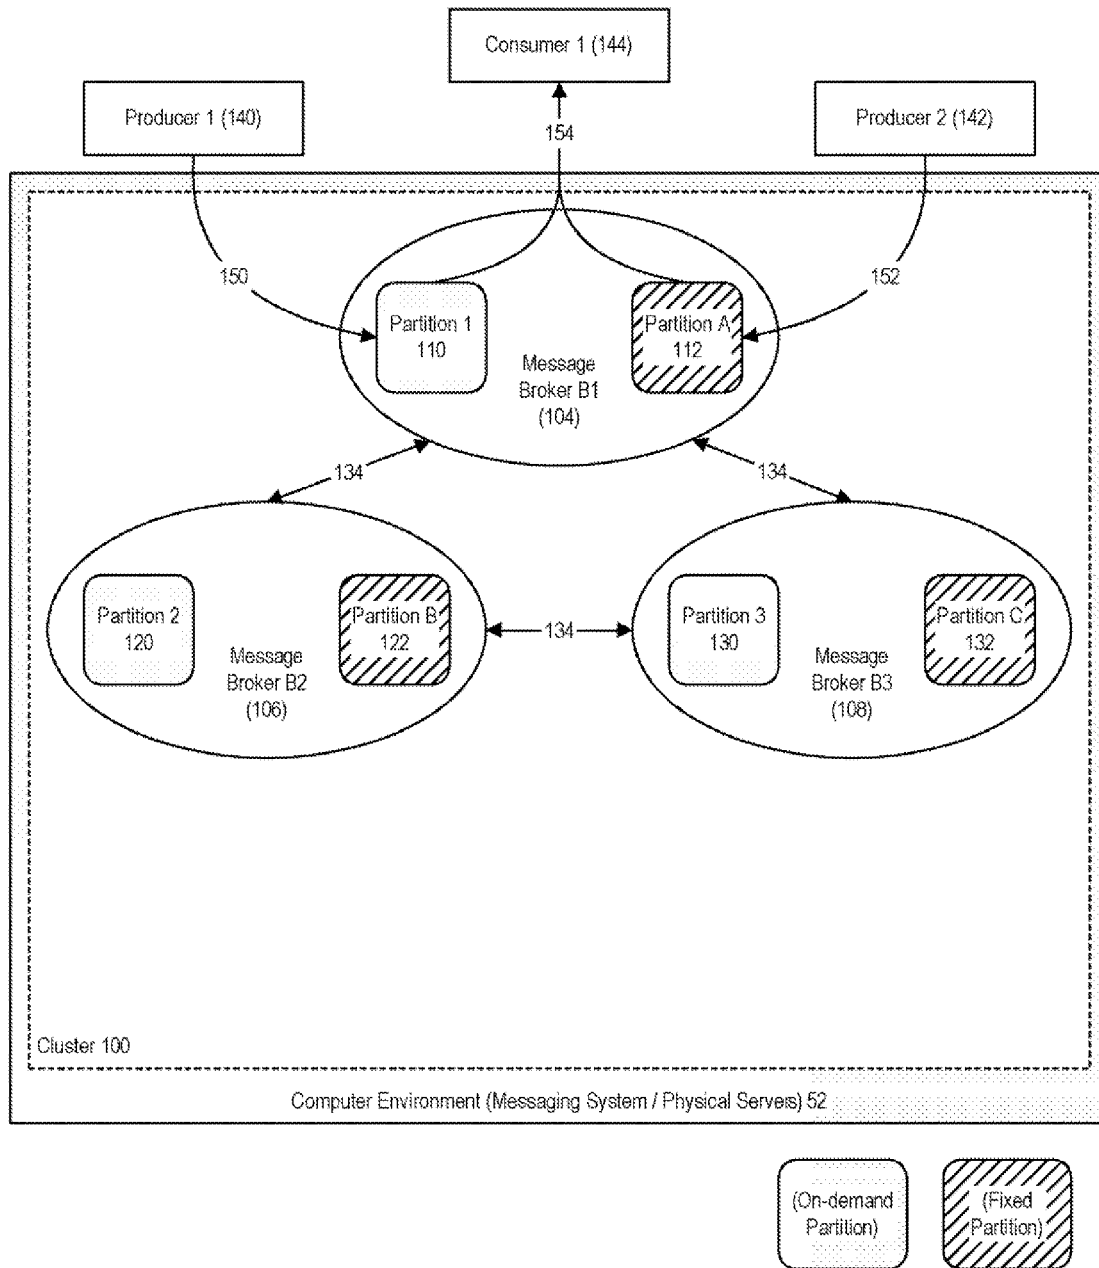 Consumer 1 (144)
Producer 1 (140)
154
Producer 2 (142)
150
152
Partition 1
110
Partition A
112
Message
Broker B1
(104)
134
134
Partition 2
120
Partition B
122
Message
Broker B2
(106)
134
Partition 3
130
Partition C
132
Message
Broker B3
(108)
Cluster 100
Computer Environment (Messaging System / Physical Servers) 52
(On-demand
Partition)
(Fixed
Partition)